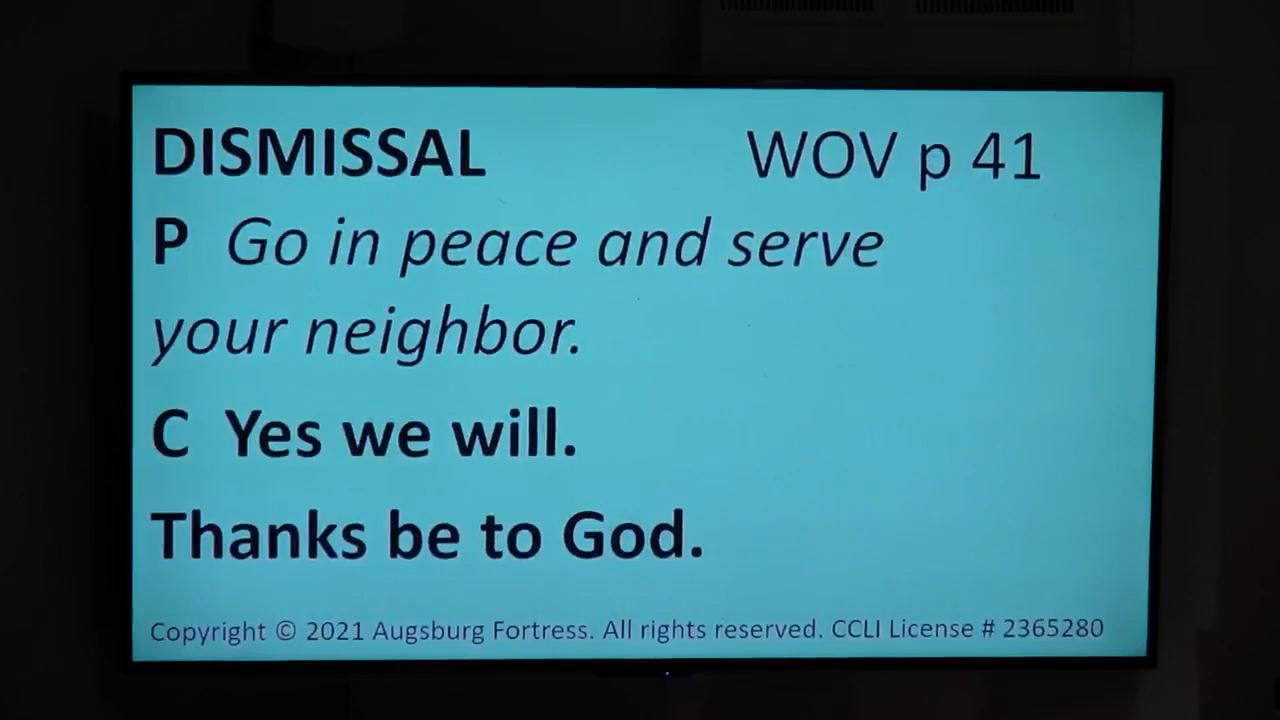 DISMISSAL WOV p 41
P Go in peace and serve
your neighbor.
C Yes we will.
Thanks be to God.
Copyright © 2021 Augsburg Fortress. All rights reserved. CCLI License # 2365280